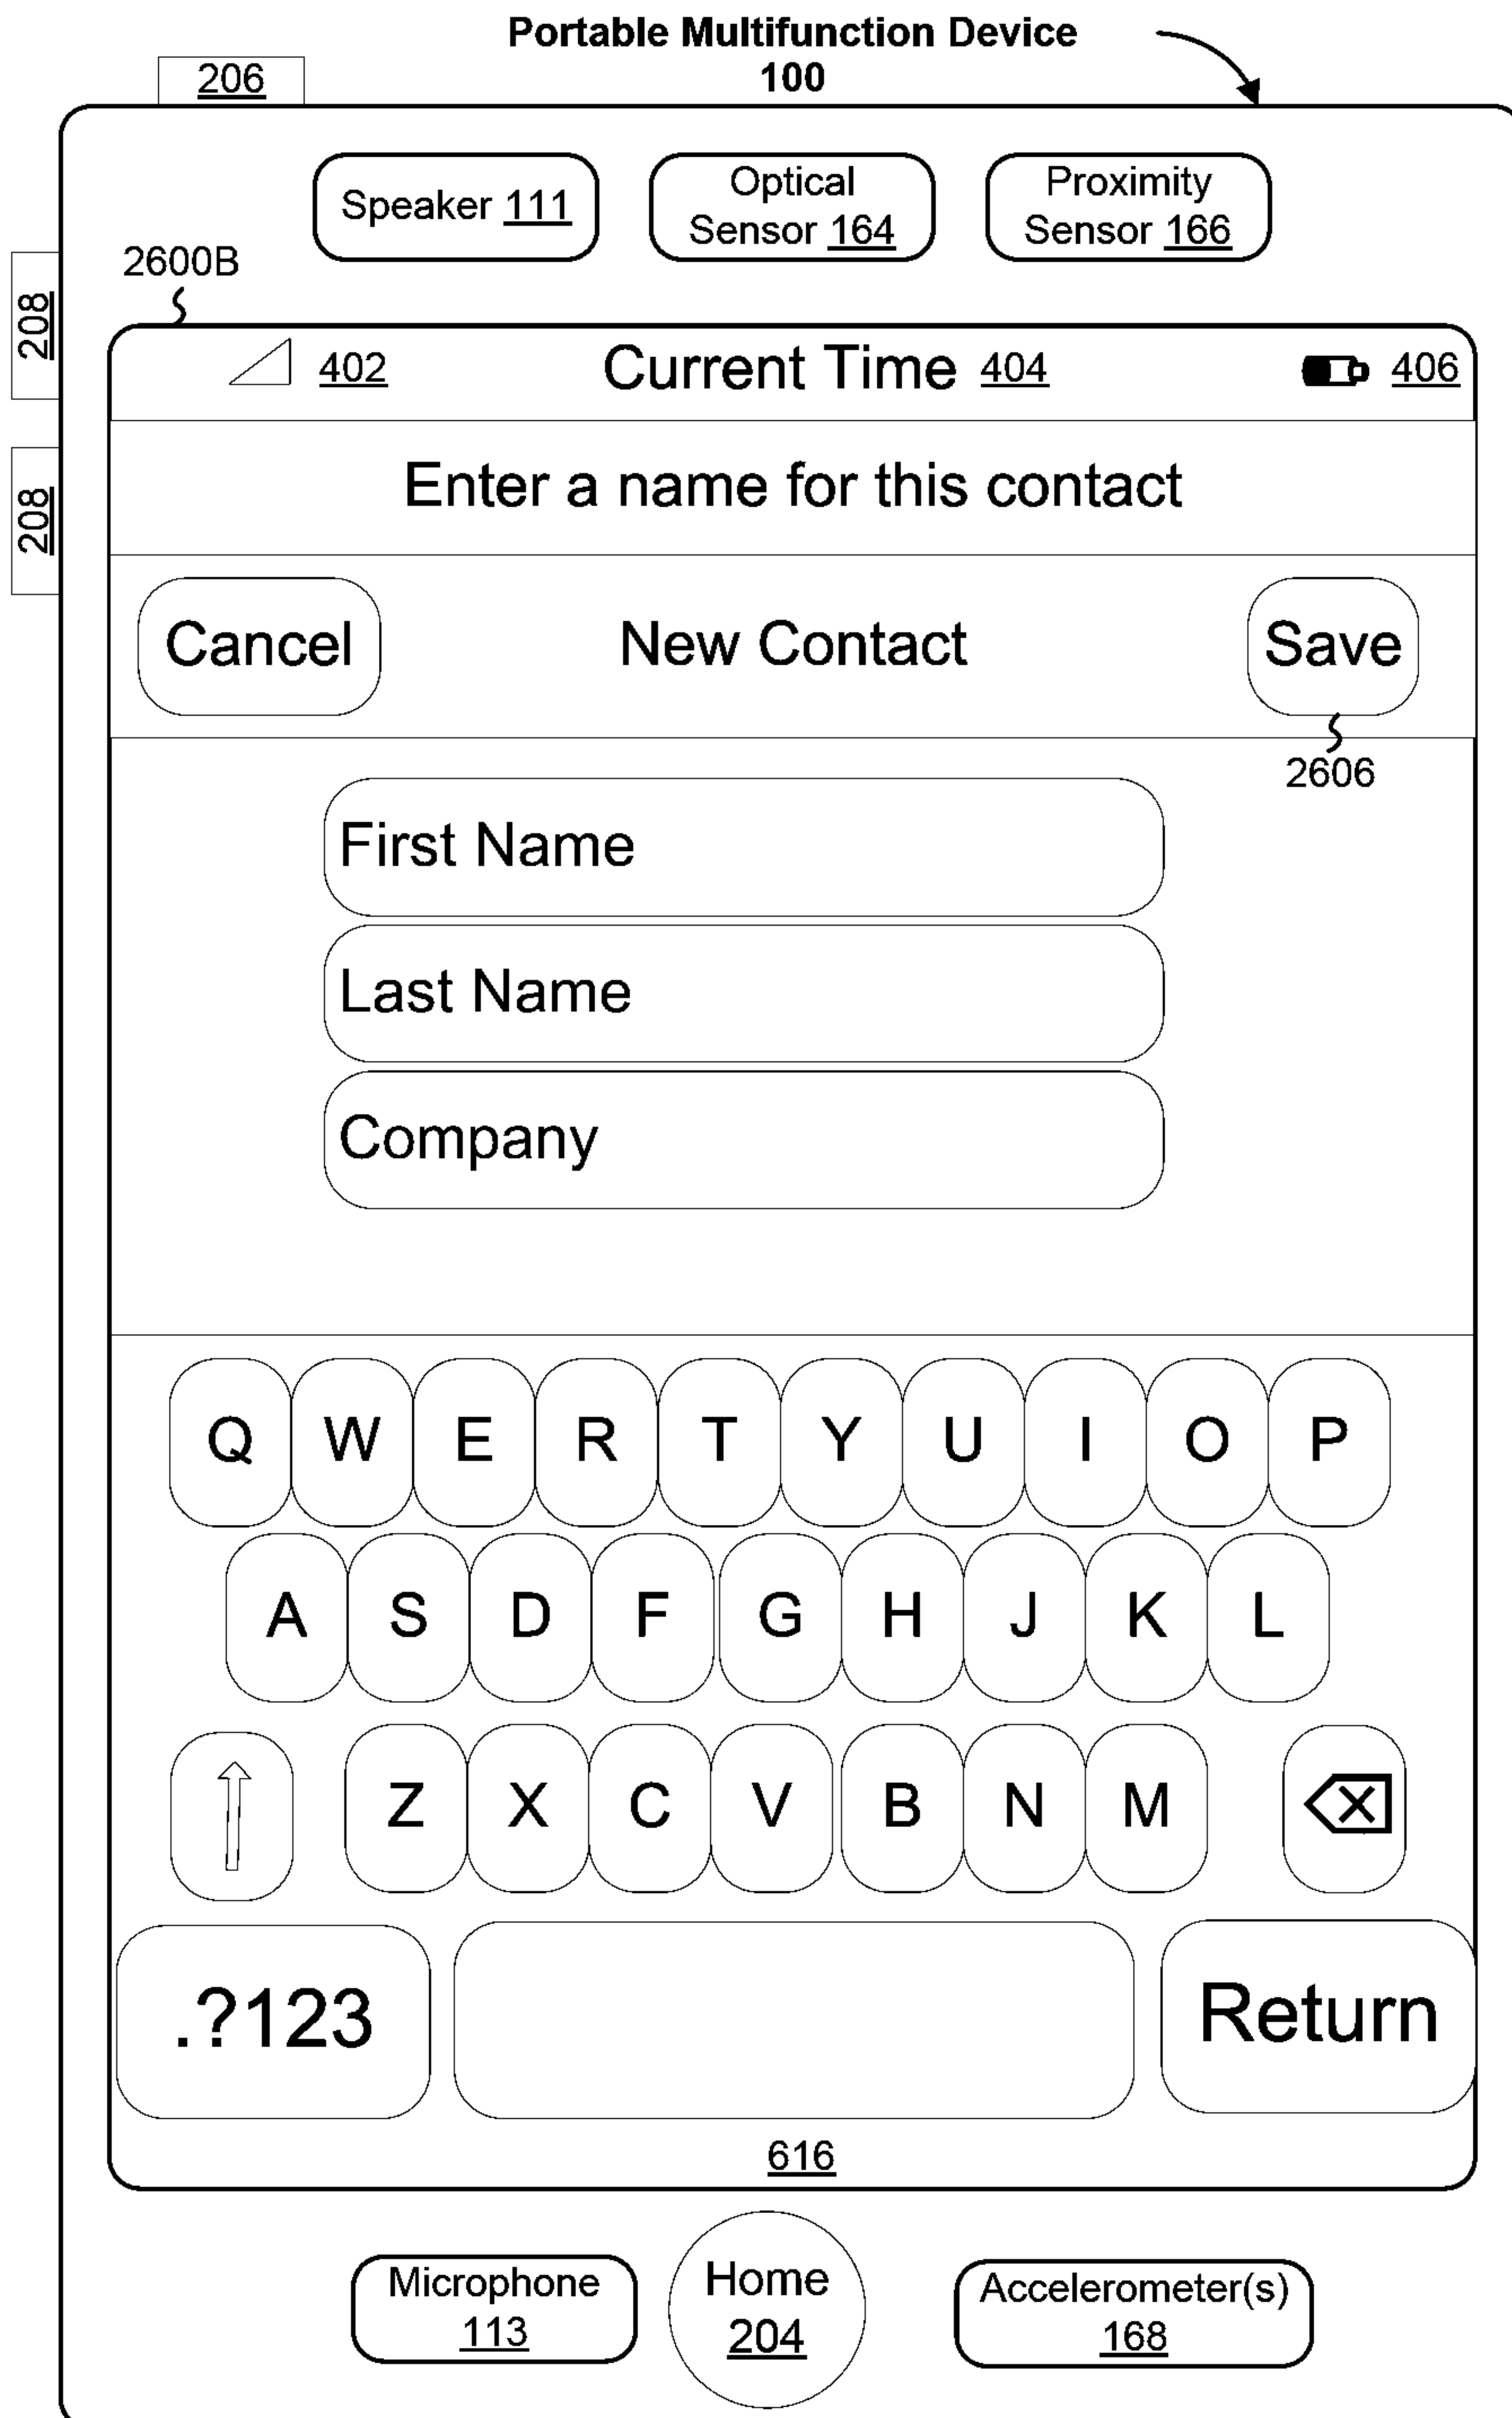 Portable Multifunction Device
100
206
Speaker 111
Optical
Sensor 164
Proximity
Sensor 166
2600B
208
208
402
Current Time 404
406
Enter a name for this contact
Cancel
New Contact
Save
2606
First Name
Last Name
Company
Q W E R T Y U I O P
A S D F G H J K L
Z X C V B N M
.?123
Return
616
Microphone
113
Home
204
Accelerometer(s)
168